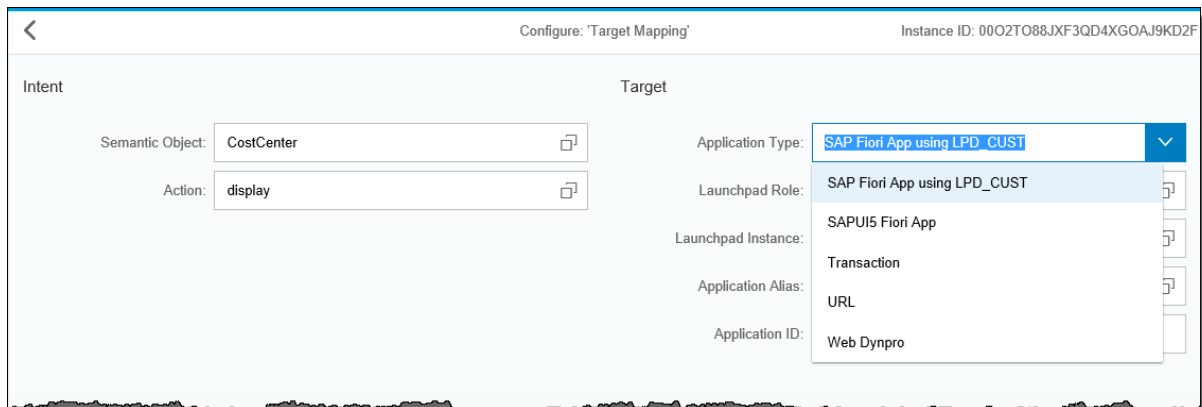 Configure: 'Target Mapping'
Instance ID: 00O2TO88JXF3QD4XGOAJ9KD2F
Intent
Target
Semantic Object: CostCenter
Application Type: SAP Fiori App using LPD_CUST
Action: display
Launchpad Role:
SAP Fiori App using LPD_CUST
SAPUI5 Fiori App
Launchpad Instance:
Transaction
Application Alias:
URL
Application ID:
Web Dynpro